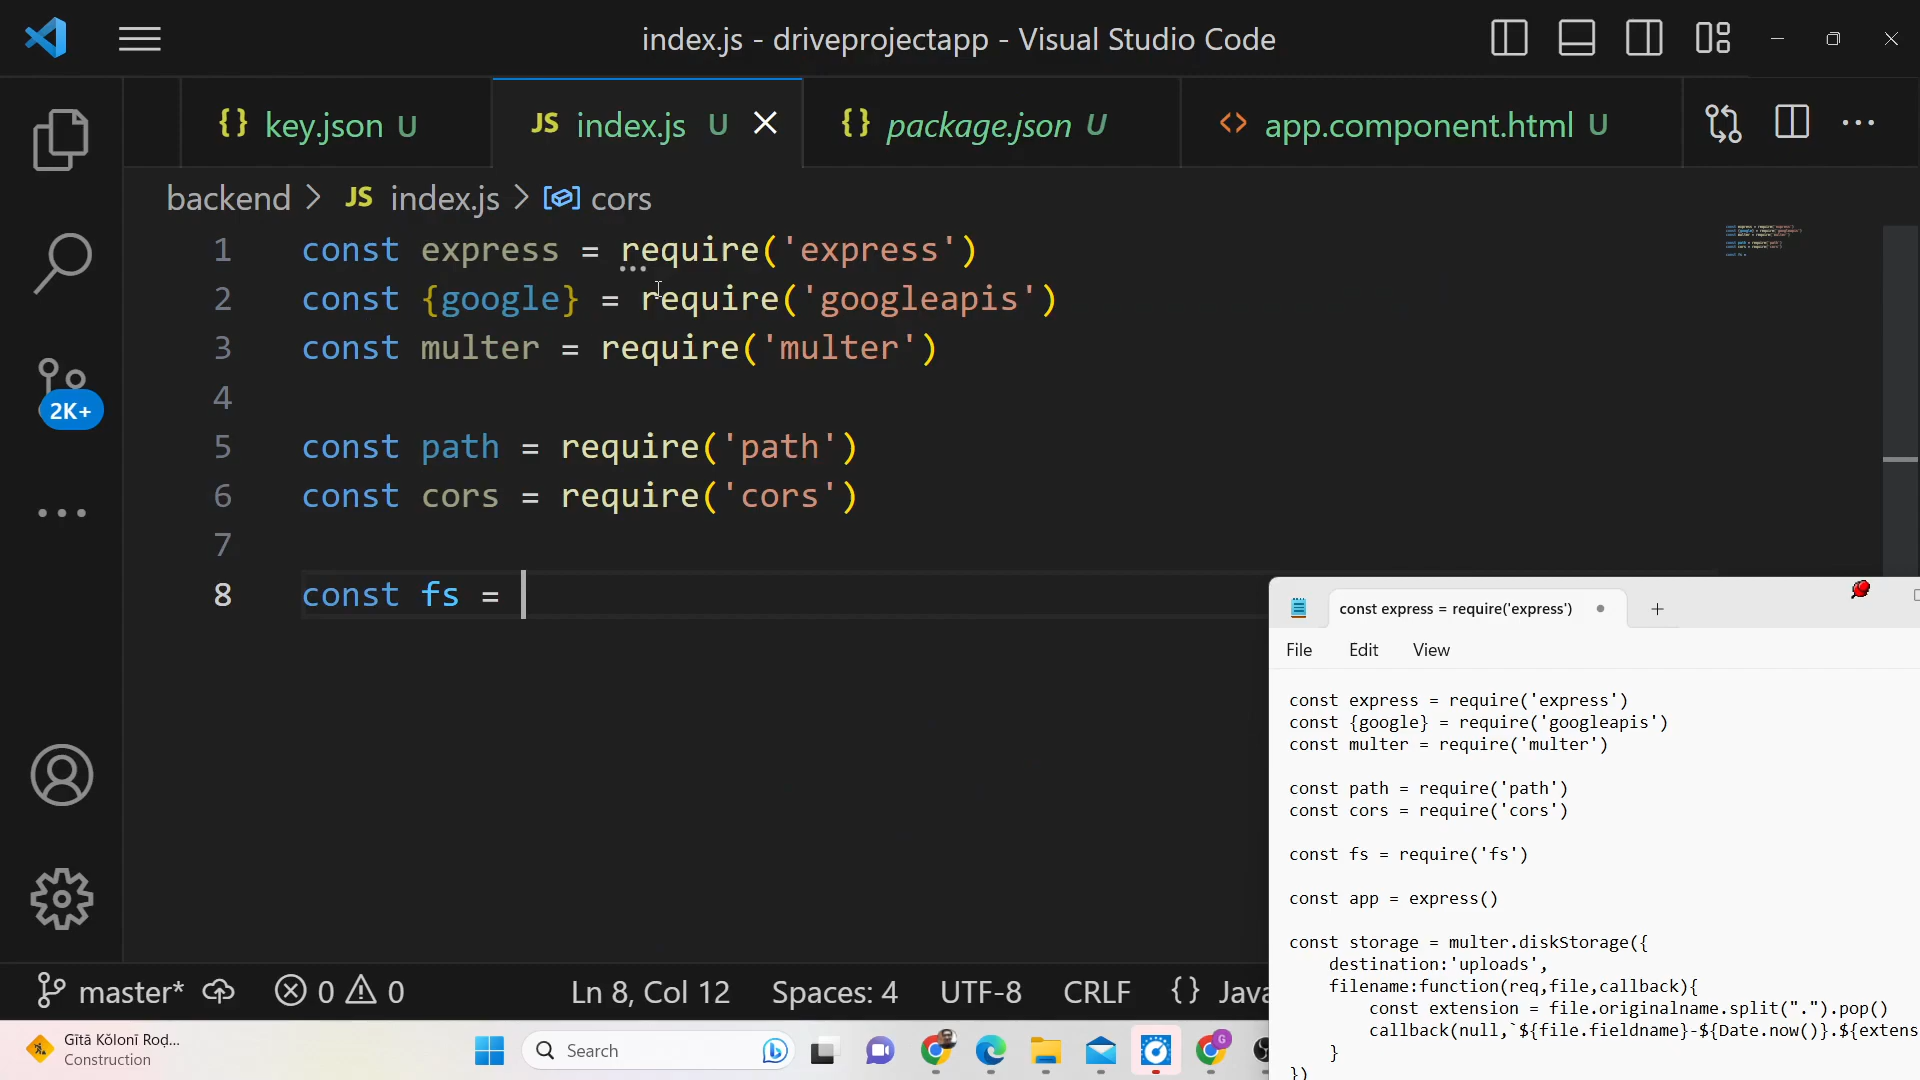 index.js - driveprojectapp - Visual Studio Code
{} key.json U
JS index.js U
{} package.json U
<> app.component.html U
backend > JS index.js > cors
1 const express = require('express')
2 const {google} = require('googleapis')
3 const multer = require('multer')
4
5 const path = require('path')
6 const cors = require('cors')
7
8 const fs =
2K+
const express = require('express')
File Edit View
const express = require('express')
const {google} = require('googleapis')
const multer = require('multer')
const path = require('path')
const cors = require('cors')
const fs = require('fs')
const app = express()
const storage = multer.diskStorage({
destination:'uploads',
filename:function(req,file,callback){
const extension = file.originalname.split(".").pop()
callback(null,`${file.fieldname}-${Date.now()}.${extens
}
})
master* 0 0 Ln 8, Col 12 Spaces: 4 UTF-8 CRLF {} Java
Gītā Kǒlonī Roḍ...
Construction
Search
G